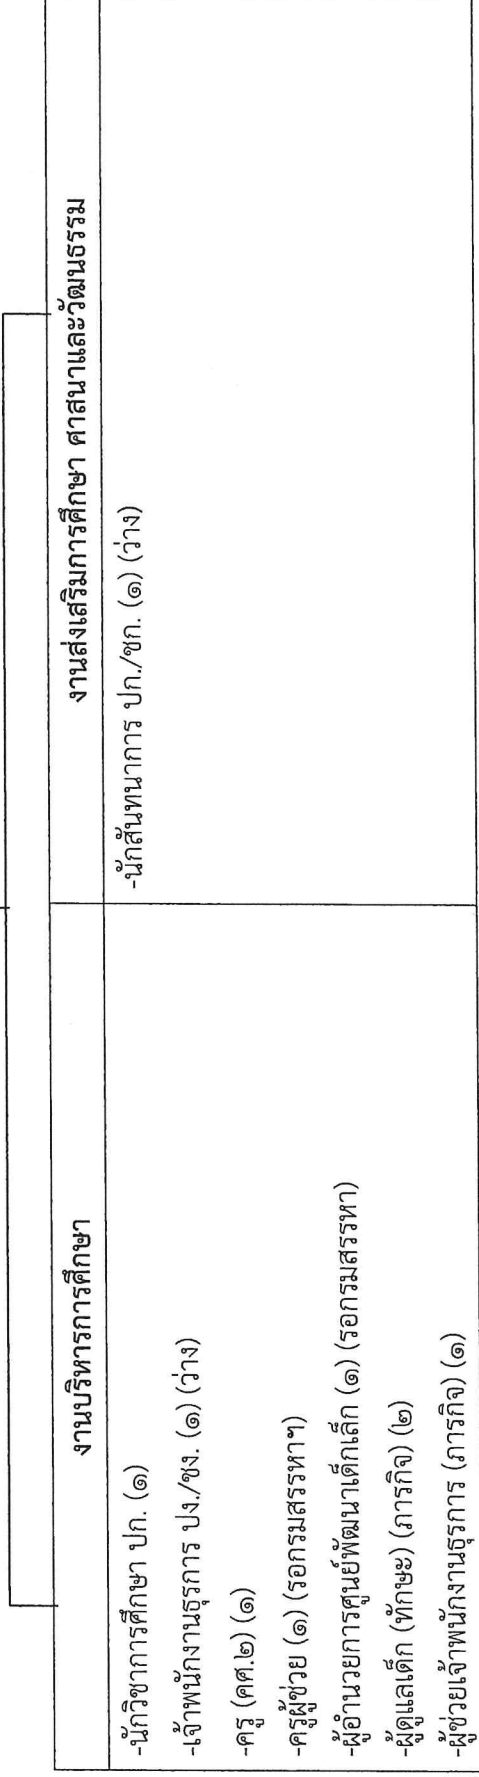 งานบริหารการศึกษา
-นักวิชาการศึกษา ปก. (๑)
-เจ้าพนักงานธุรการ ปง./ชง. (๑) (ว่าง)
-ครู (คศ.๒) (๑)
-ครูผู้ช่วย (๑) (รอกรมสรรหาฯ)
-ผู้อำนวยการศูนย์พัฒนาเด็กเล็ก (๑) (รอกรมสรรหา)
-ผู้ดูแลเด็ก (ทักษะ) (ภารกิจ) (๒)
-ผู้ช่วยเจ้าพนักงานธุรการ (ภารกิจ) (๑)
งานส่งเสริมการศึกษา ศาสนาและวัฒนธรรม
-นักสันทนาการ ปก./ชก. (๑) (ว่าง)